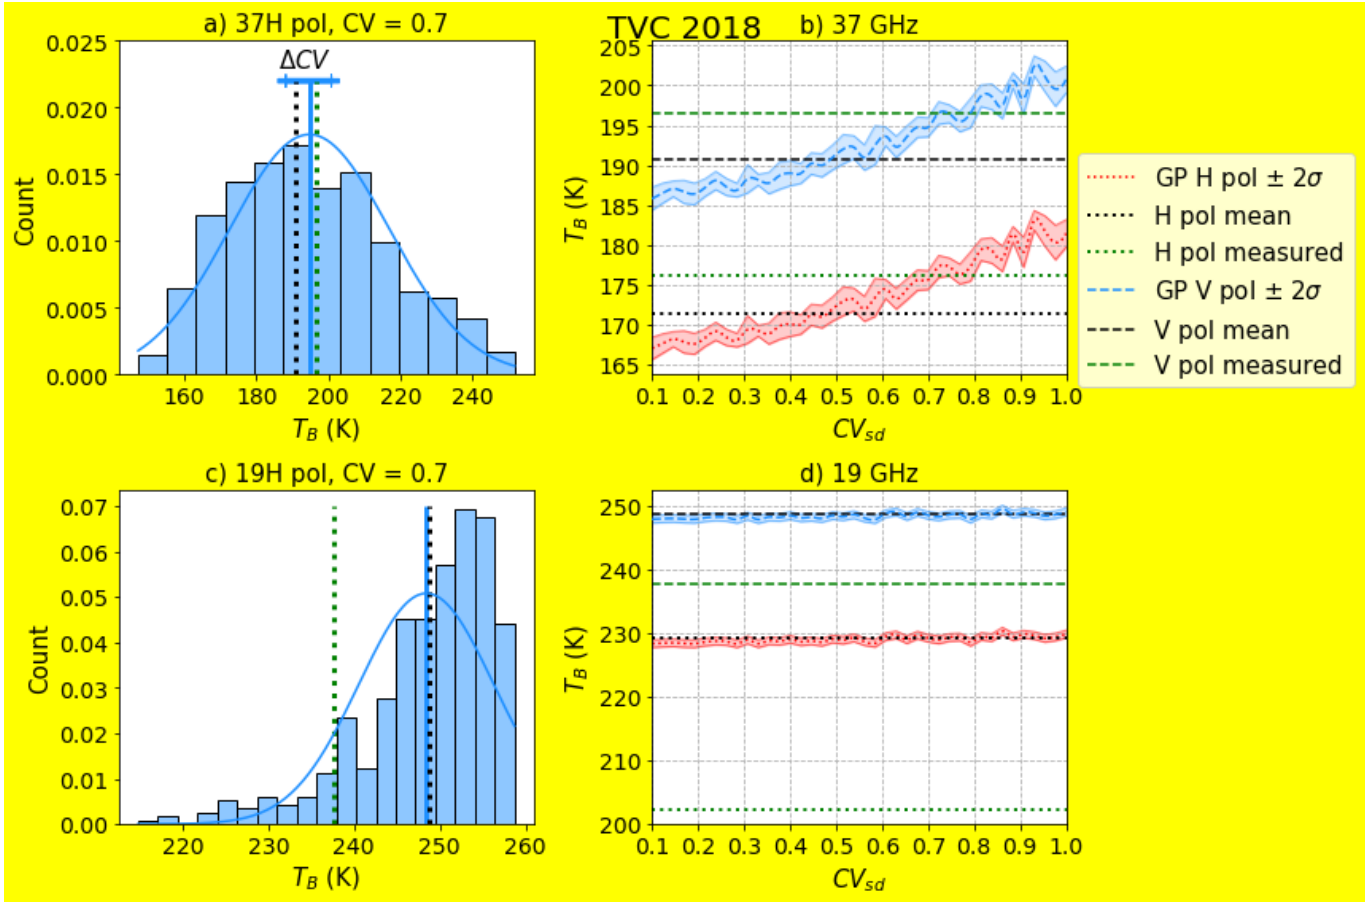 TVC 2018
a) 37H pol, CV = 0.7
ΔCV
0.025
0.020
0.015
0.010
0.005
0.000
Count
160 180 200 220 240
T_B (K)
b) 37 GHz
205
200
195
190
185
180
175
170
165
T_B (K)
0.1 0.2 0.3 0.4 0.5 0.6 0.7 0.8 0.9 1.0
CV_sd
GP H pol ± 2σ
H pol mean
H pol measured
GP V pol ± 2σ
V pol mean
V pol measured
c) 19H pol, CV = 0.7
0.07
0.06
0.05
0.04
0.03
0.02
0.01
0.00
Count
220 230 240 250 260
T_B (K)
d) 19 GHz
250
240
230
220
210
200
T_B (K)
0.1 0.2 0.3 0.4 0.5 0.6 0.7 0.8 0.9 1.0
CV_sd